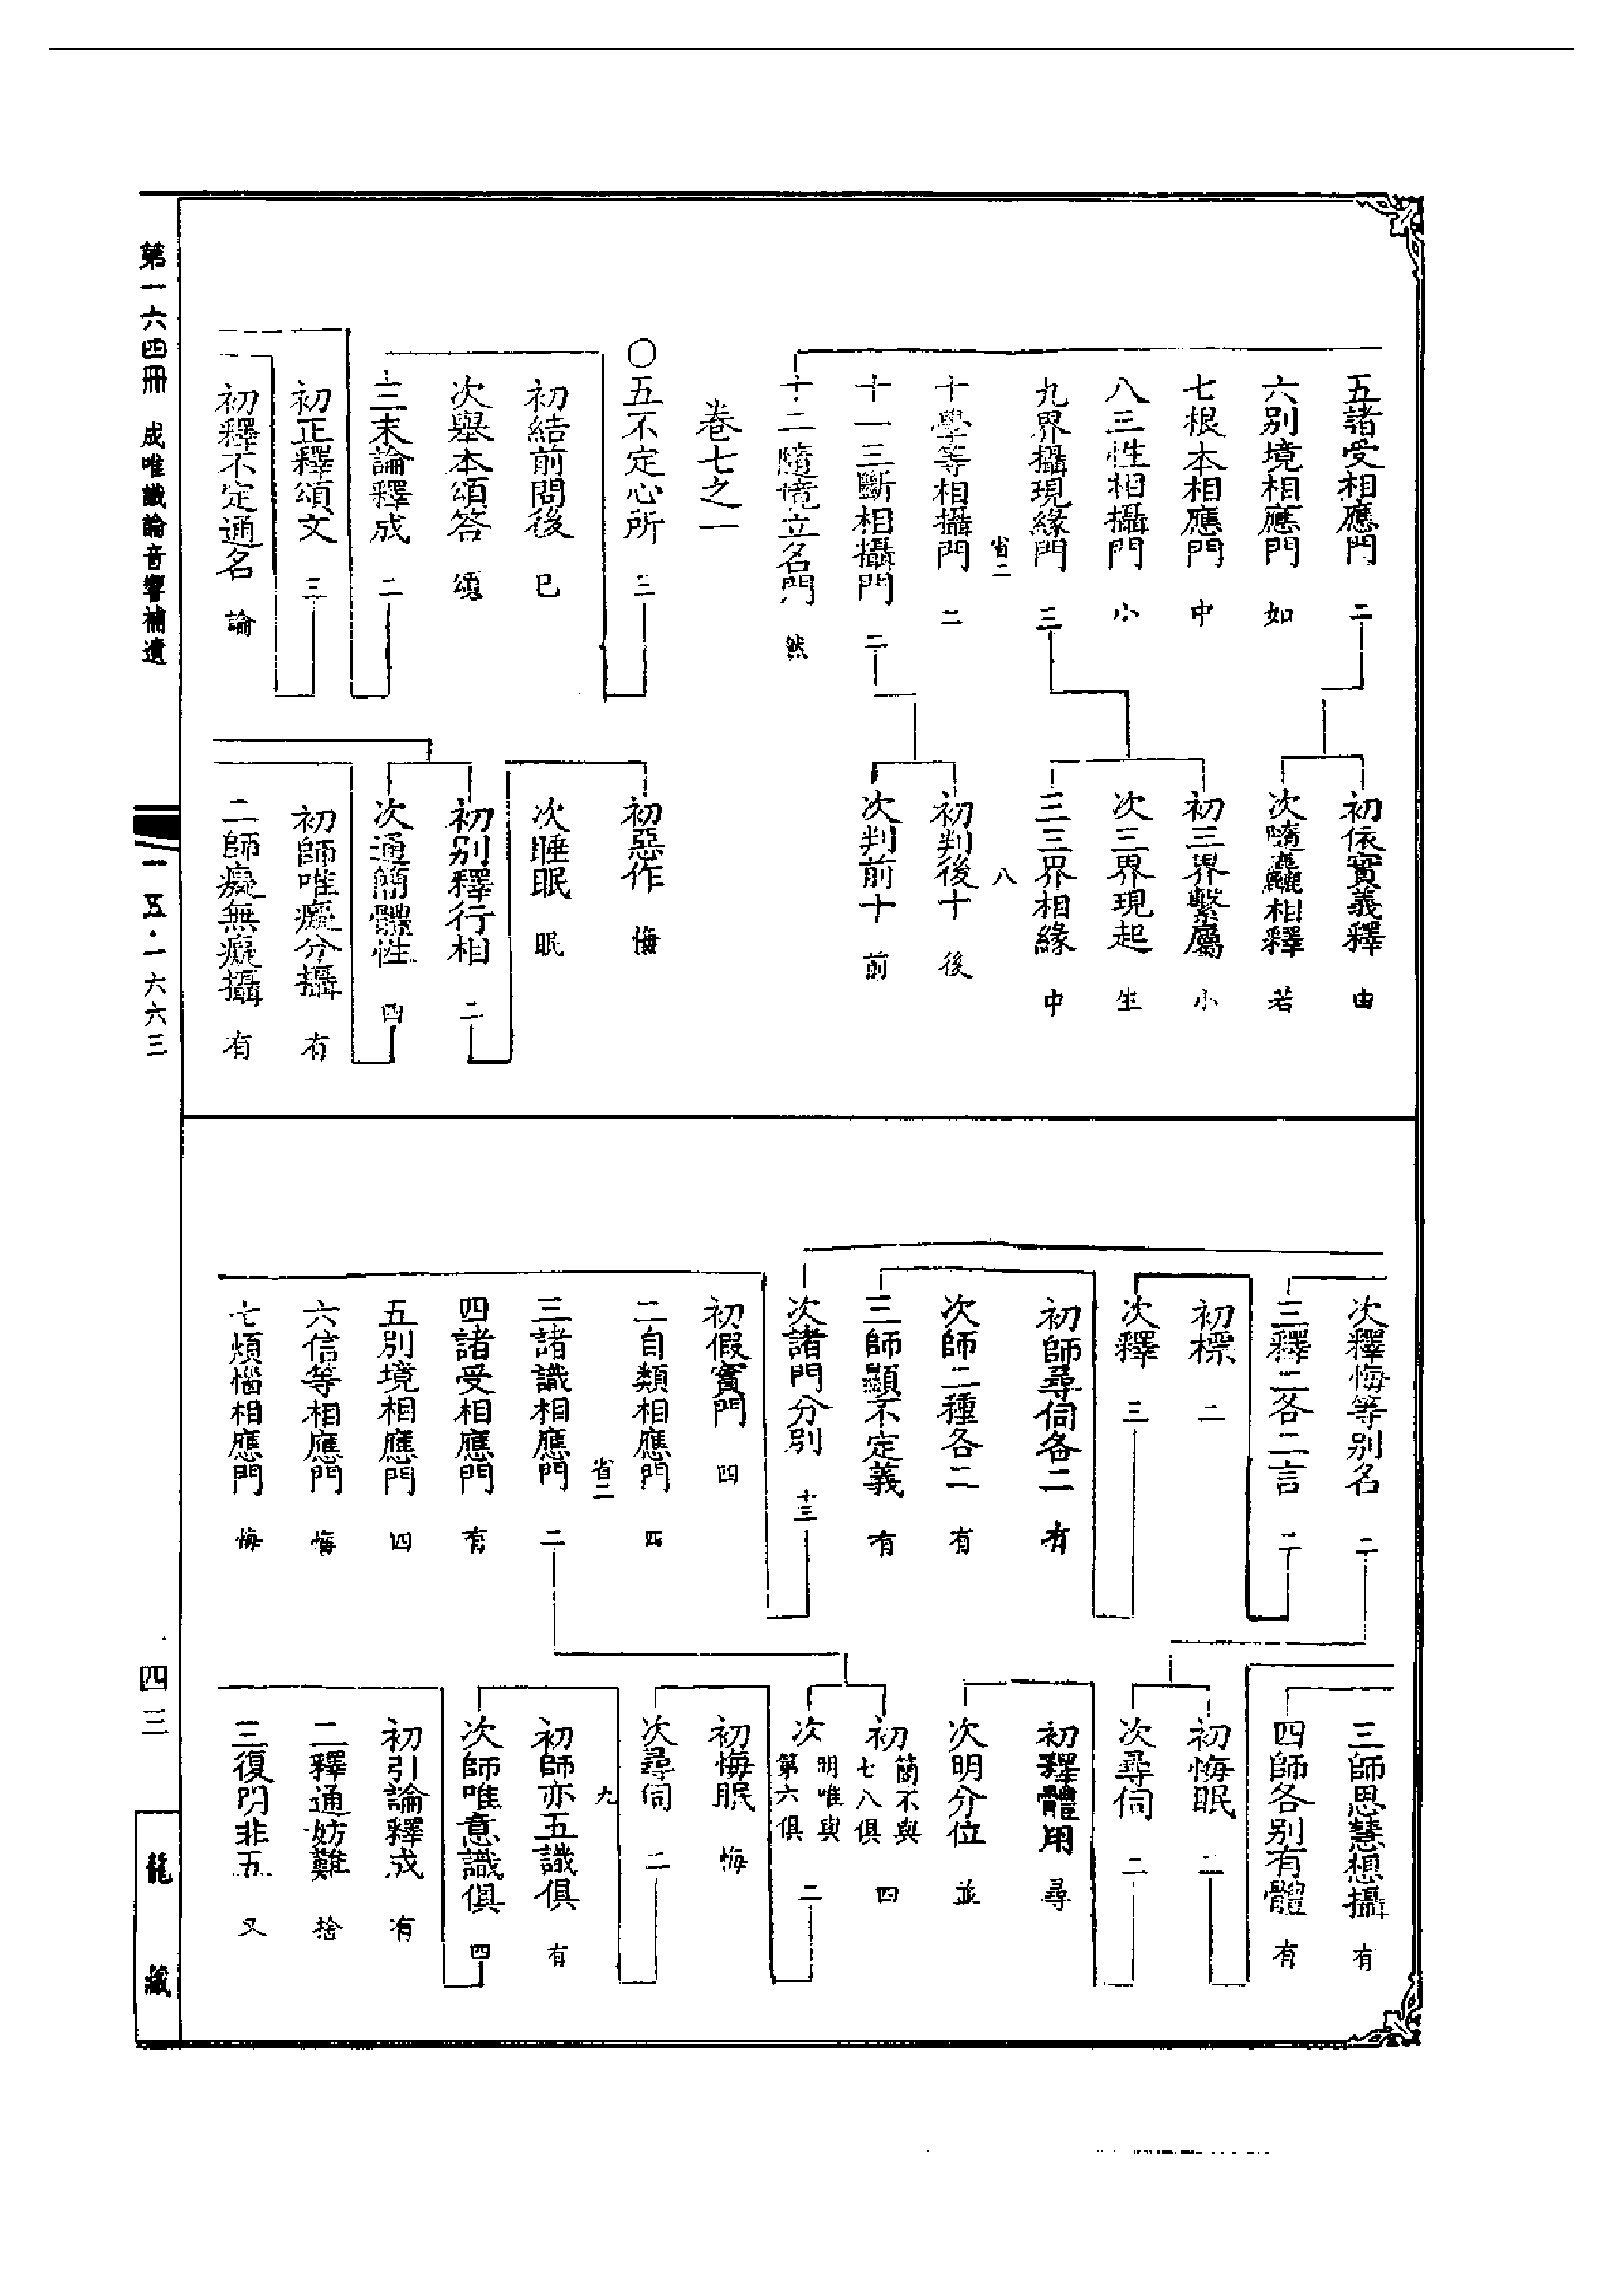 五諸受相應門 二
六別境相應門 如
七根本相應門 中
八三性相攝門 小
九界攝現緣門 三
省二
十學等相攝門 二
十一三斷相攝門 二
十二隨境立名門 然
卷七之一
○五不定心所 三
初結前問後 已
次舉本頌答 頌
三末論釋成 二
初正釋頌文 三
初釋不定通名 論
初依實義釋 由
次隨麤相釋 若
初三界繫屬 小
次三界現起 生
三三界相緣 中
八
初判後十 後
次判前十 前
初惡作 悔
次睡眠 眠
初別釋行相 二
次通簡體性 四
初師唯癡分攝 有
二師癡無癡攝 有
次釋悔等別名 二
三釋二各二言 二
初標 二
次釋 三
初師尋伺各二 有
次師二種各二 有
三師顯不定義 有
次諸門分別 十三
初假實門 四
二自類相應門 四
省二
三諸識相應門 二
四諸受相應門 有
五別境相應門 四
六信等相應門 悔
七煩惱相應門 悔
三師思慧想攝 有
四師各別有體 有
初悔眠 二
次尋伺 二
初釋體用 尋
次明分位 並
初簡不與七八俱 四
次明唯與第六俱 二
初悔眠 悔
次尋伺 二
九
初師亦五識俱 有
次師唯意識俱 四
初引論釋成 有
二釋通妨難 捨
三復明非五 又
第一六四冊 成唯識論音響補遺
一五·一六六三
四三
龍藏